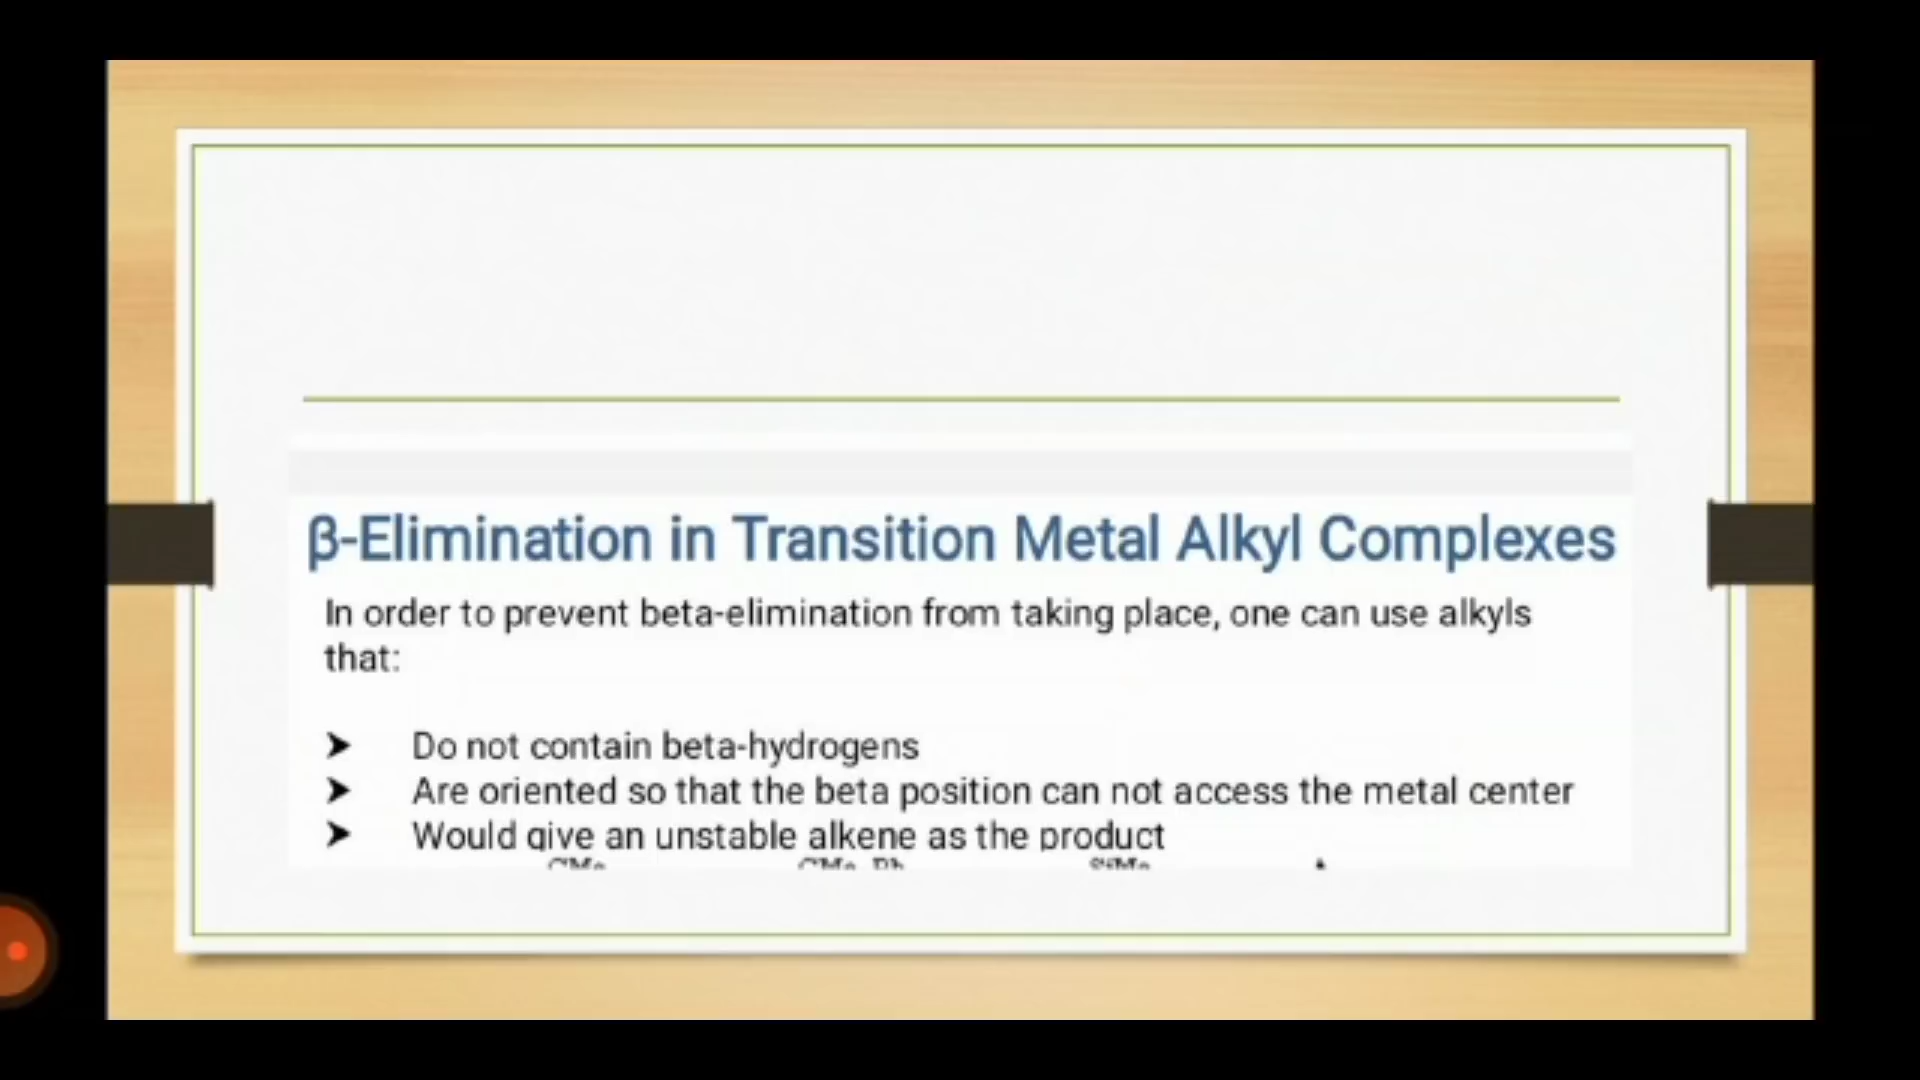 β-Elimination in Transition Metal Alkyl Complexes
In order to prevent beta-elimination from taking place, one can use alkyls
that:
➤ Do not contain beta-hydrogens
➤ Are oriented so that the beta position can not access the metal center
➤ Would give an unstable alkene as the product